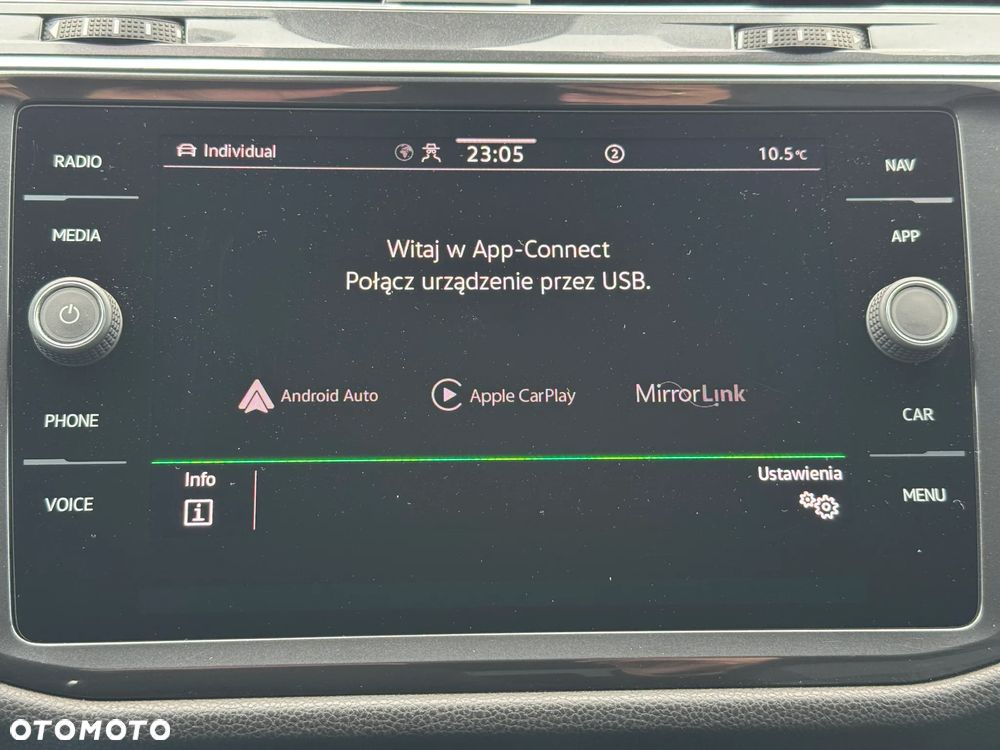 RADIO
MEDIA
PHONE
VOICE
Individual 23:05 2 10.5°C
Witaj w App-Connect
Połącz urządzenie przez USB.
Android Auto Apple CarPlay MirrorLink
Info Ustawienia
i
NAV
APP
CAR
MENU
OTOMOTO